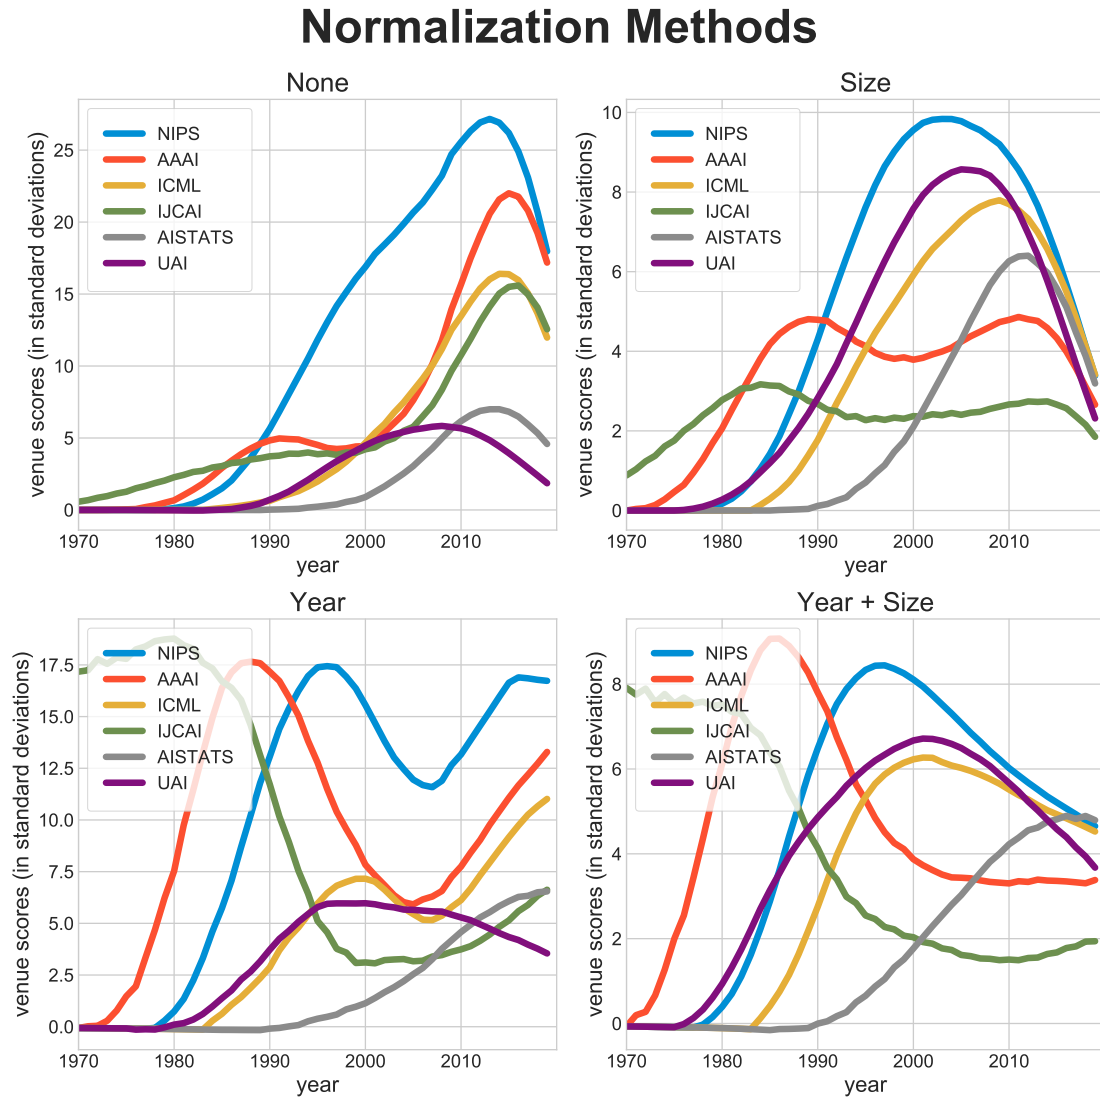 Normalization Methods
None
venue scores (in standard deviations)
25
20
15
10
5
0
NIPS
AAAI
ICML
IJCAI
AISTATS
UAI
1970 1980 1990 2000 2010
year
Size
venue scores (in standard deviations)
10
8
6
4
2
0
NIPS
AAAI
ICML
IJCAI
AISTATS
UAI
1970 1980 1990 2000 2010
year
Year
venue scores (in standard deviations)
17.5
15.0
12.5
10.0
7.5
5.0
2.5
0.0
NIPS
AAAI
ICML
IJCAI
AISTATS
UAI
1970 1980 1990 2000 2010
year
Year + Size
venue scores (in standard deviations)
8
6
4
2
0
NIPS
AAAI
ICML
IJCAI
AISTATS
UAI
1970 1980 1990 2000 2010
year